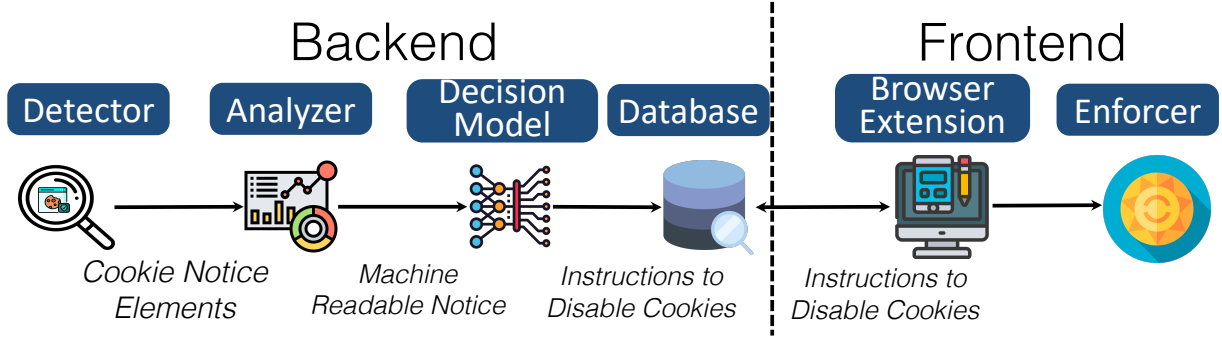 Backend
Frontend
Detector
Analyzer
Decision
Model
Database
Browser
Extension
Enforcer
Cookie Notice
Elements
Machine
Readable Notice
Instructions to
Disable Cookies
Instructions to
Disable Cookies